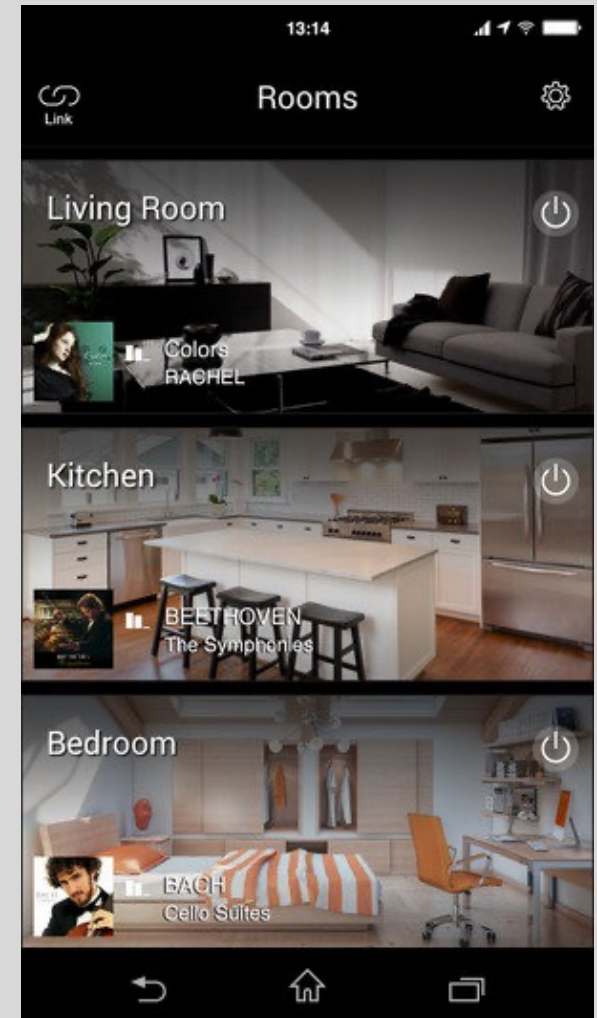 13:14
Link
Rooms
Living Room
Colors
RACHEL
Kitchen
BEETHOVEN
The Symphonies
Bedroom
BACH
Cello Suites